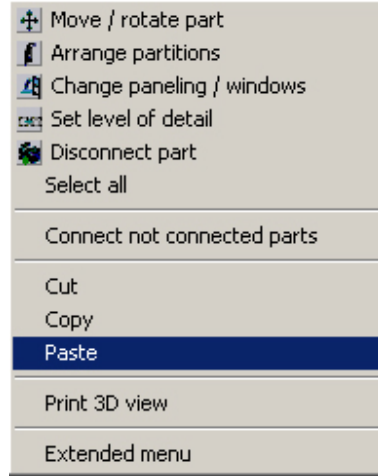 Move / rotate part
Arrange partitions
Change paneling / windows
Set level of detail
Disconnect part
Select all
Connect not connected parts
Cut
Copy
Paste
Print 3D view
Extended menu